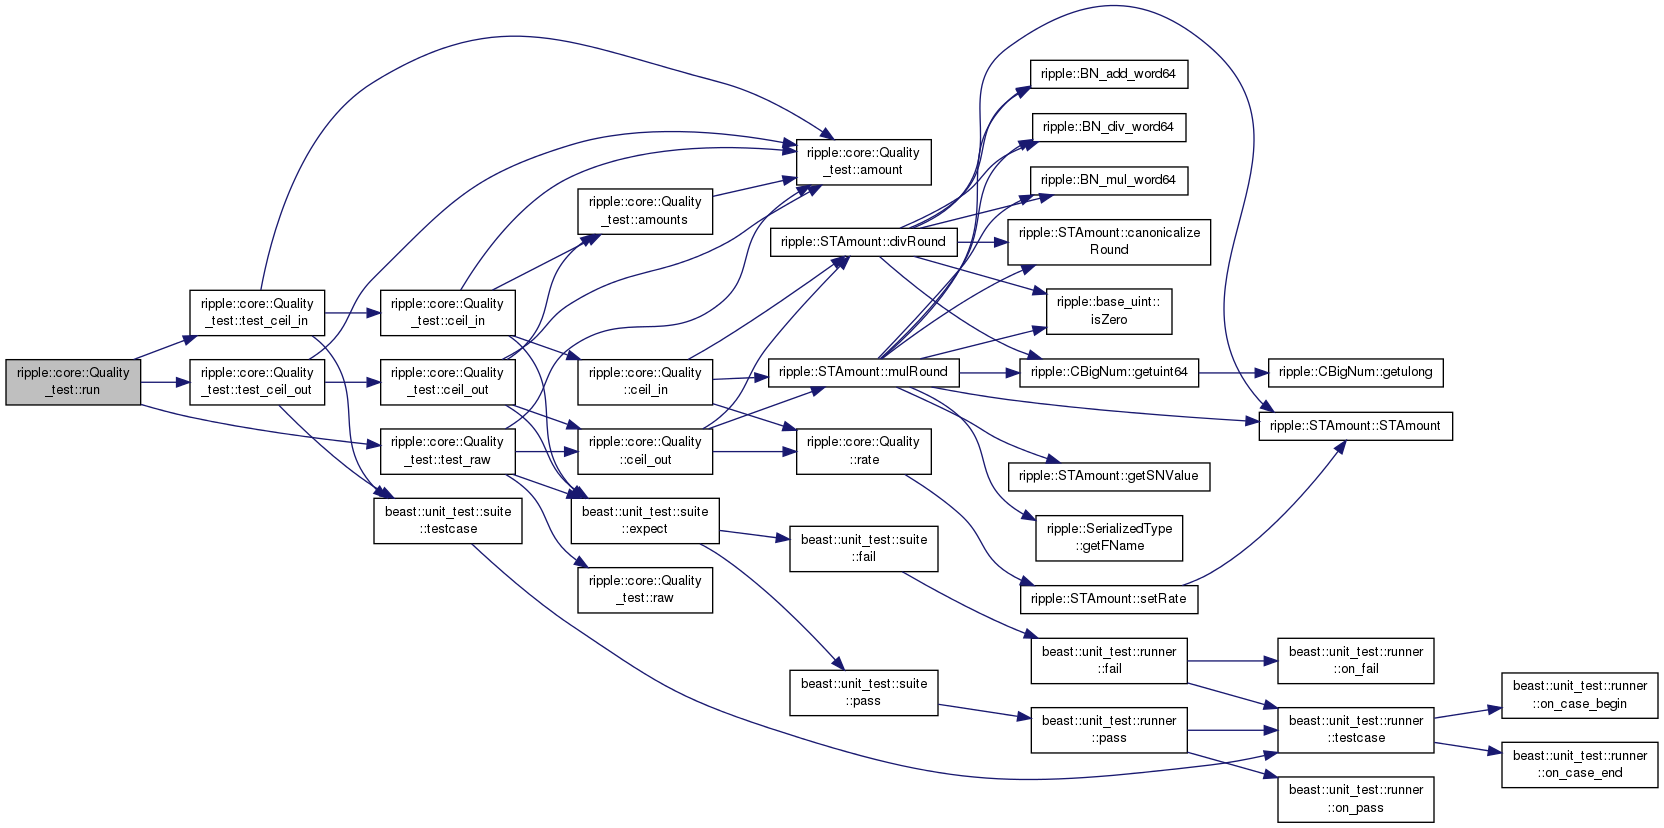 ripple::core::Quality
_test::run
ripple::core::Quality
_test::test_ceil_in
ripple::core::Quality
_test::test_ceil_out
ripple::core::Quality
_test::ceil_in
ripple::core::Quality
_test::ceil_out
ripple::core::Quality
_test::test_raw
beast::unit_test::suite
::testcase
ripple::core::Quality
_test::amounts
ripple::core::Quality
::ceil_in
ripple::core::Quality
::ceil_out
beast::unit_test::suite
::expect
ripple::core::Quality
_test::raw
ripple::core::Quality
_test::amount
ripple::STAmount::divRound
ripple::STAmount::mulRound
ripple::core::Quality
::rate
beast::unit_test::suite
::fail
beast::unit_test::suite
::pass
ripple::BN_add_word64
ripple::BN_div_word64
ripple::BN_mul_word64
ripple::STAmount::canonicalize
Round
ripple::base_uint::
isZero
ripple::CBigNum::getuint64
ripple::STAmount::getSNValue
ripple::SerializedType
::getFName
ripple::STAmount::setRate
beast::unit_test::runner
::fail
beast::unit_test::runner
::pass
ripple::CBigNum::getulong
ripple::STAmount::STAmount
beast::unit_test::runner
::on_fail
beast::unit_test::runner
::testcase
beast::unit_test::runner
::on_pass
beast::unit_test::runner
::on_case_begin
beast::unit_test::runner
::on_case_end